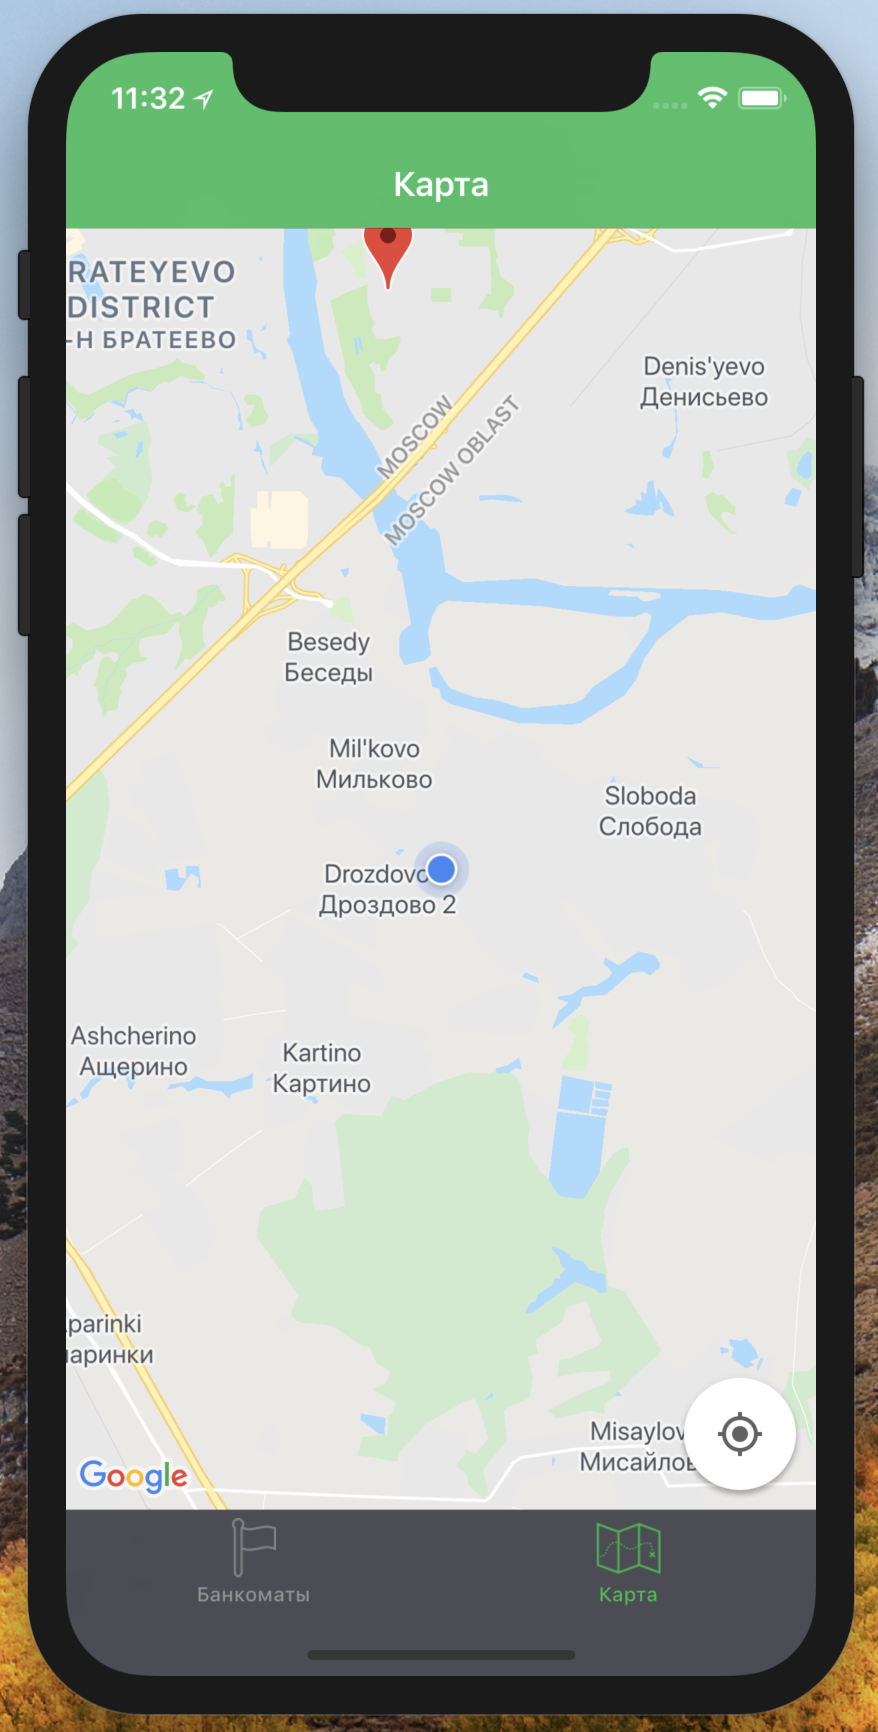 11:32
Карта
RATEYEVO
DISTRICT
-Н БРАТЕЕВО
Denis'yevo
Денисьево
MOSCOW
MOSCOW OBLAST
Besedy
Беседы
Mil'kovo
Мильково
Sloboda
Слобода
Drozdovo
Дроздово 2
Ashcherino
Ащерино
Kartino
Картино
parinki
паринки
Misaylov
Мисайлов
Google
Банкоматы
Карта